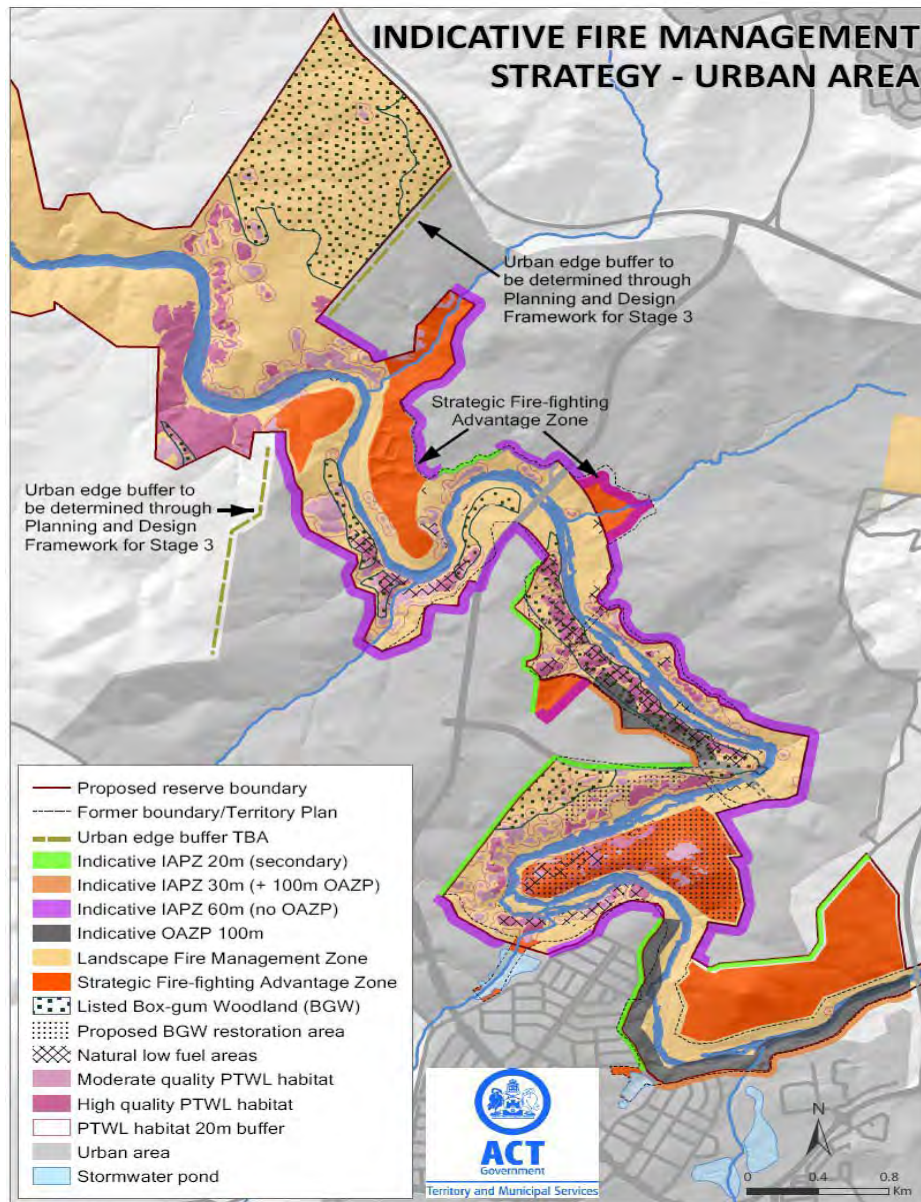 INDICATIVE FIRE MANAGEMENT
STRATEGY - URBAN AREA
Urban edge buffer to
be determined through
Planning and Design
Framework for Stage 3
Strategic Fire-fighting
Advantage Zone
Urban edge buffer to
be determined through
Planning and Design
Framework for Stage 3
Proposed reserve boundary
Former boundary/Territory Plan
Urban edge buffer TBA
Indicative IAPZ 20m (secondary)
Indicative IAPZ 30m (+ 100m OAZP)
Indicative IAPZ 60m (no OAZP)
Indicative OAZP 100m
Landscape Fire Management Zone
Strategic Fire-fighting Advantage Zone
Listed Box-gum Woodland (BGW)
Proposed BGW restoration area
Natural low fuel areas
Moderate quality PTWL habitat
High quality PTWL habitat
PTWL habitat 20m buffer
Urban area
Stormwater pond
ACT
Government
Territory and Municipal Services
N
0 0.4 0.8
Km